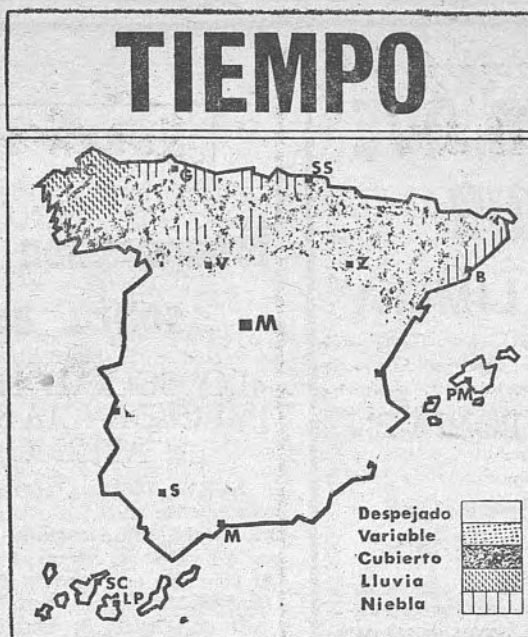 TIEMPO
SS
G
V
Z
B
M
PM
L
S
M
SC
LP
Despejado
Variable
Cubierto
Lluvia
Niebla